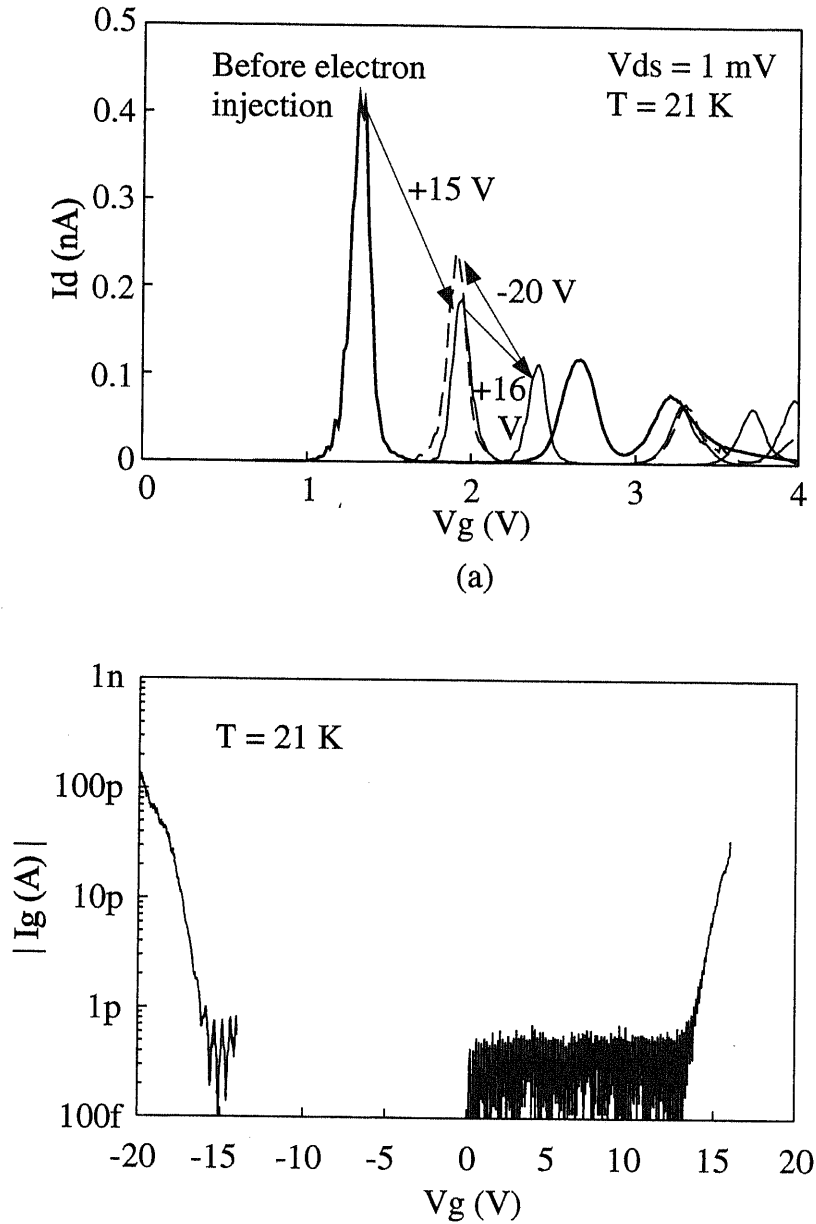 0.5
0.4
0.3
0.2
0.1
0
Id (nA)
Before electron
injection
Vds = 1 mV
T = 21 K
+15 V
-20 V
+16
V
0 1 2 3 4
Vg (V)
(a)
1n
100p
10p
1p
100f
| Ig (A) |
T = 21 K
-20 -15 -10 -5 0 5 10 15 20
Vg (V)